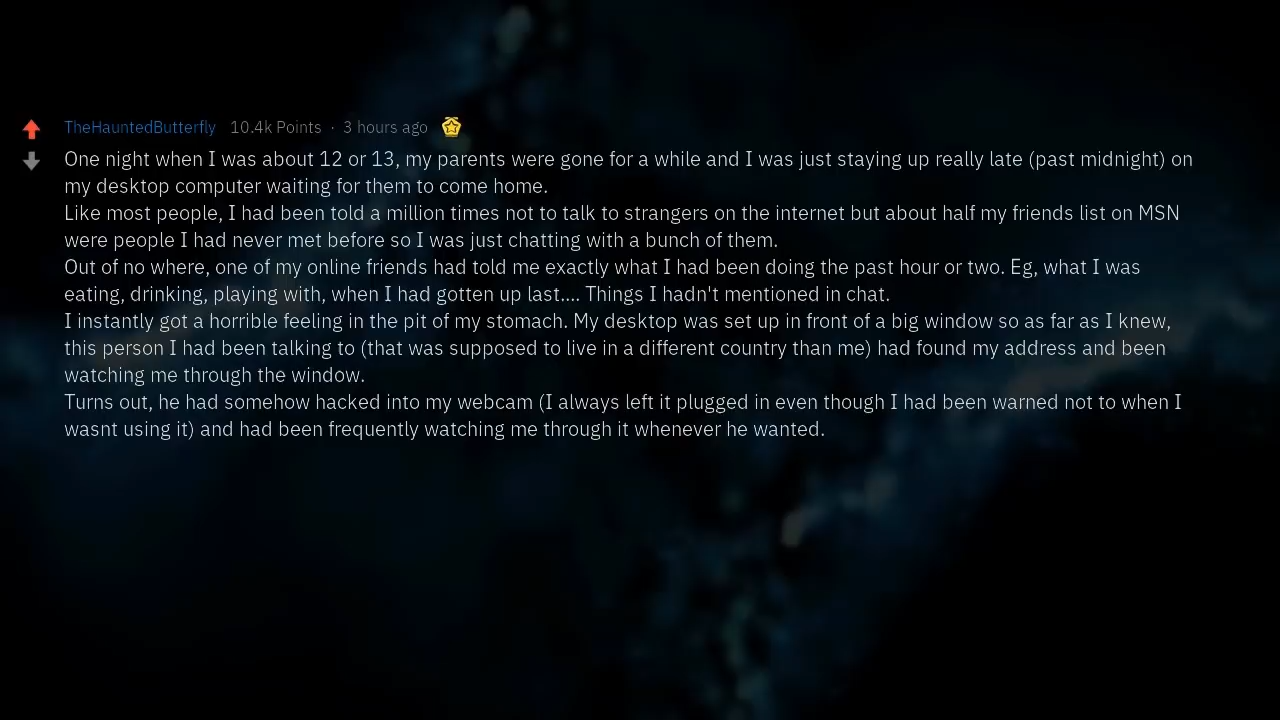 TheHauntedButterfly 10.4k Points · 3 hours ago
One night when I was about 12 or 13, my parents were gone for a while and I was just staying up really late (past midnight) on
my desktop computer waiting for them to come home.
Like most people, I had been told a million times not to talk to strangers on the internet but about half my friends list on MSN
were people I had never met before so I was just chatting with a bunch of them.
Out of no where, one of my online friends had told me exactly what I had been doing the past hour or two. Eg, what I was
eating, drinking, playing with, when I had gotten up last.... Things I hadn't mentioned in chat.
I instantly got a horrible feeling in the pit of my stomach. My desktop was set up in front of a big window so as far as I knew,
this person I had been talking to (that was supposed to live in a different country than me) had found my address and been
watching me through the window.
Turns out, he had somehow hacked into my webcam (I always left it plugged in even though I had been warned not to when I
wasnt using it) and had been frequently watching me through it whenever he wanted.